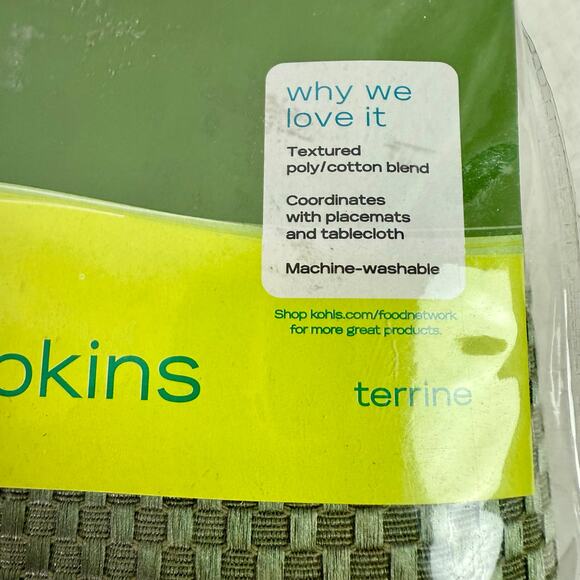 why we
love it
Textured
poly/cotton blend
Coordinates
with placemats
and tablecloth
Machine-washable
Shop kohls.com/foodnetwork
for more great products.
pkins
terrine